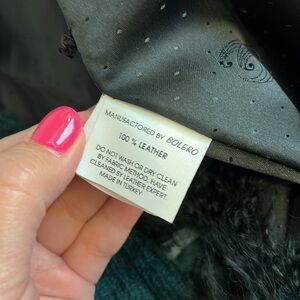 MANUFACTORED BY BOLERO
100 % LEATHER
DO NOT WASH OR DRY CLEAN
BY FABRIC METHOD. HAVE
CLEANED BY LEATHER EXPERT.
MADE IN TURKEY